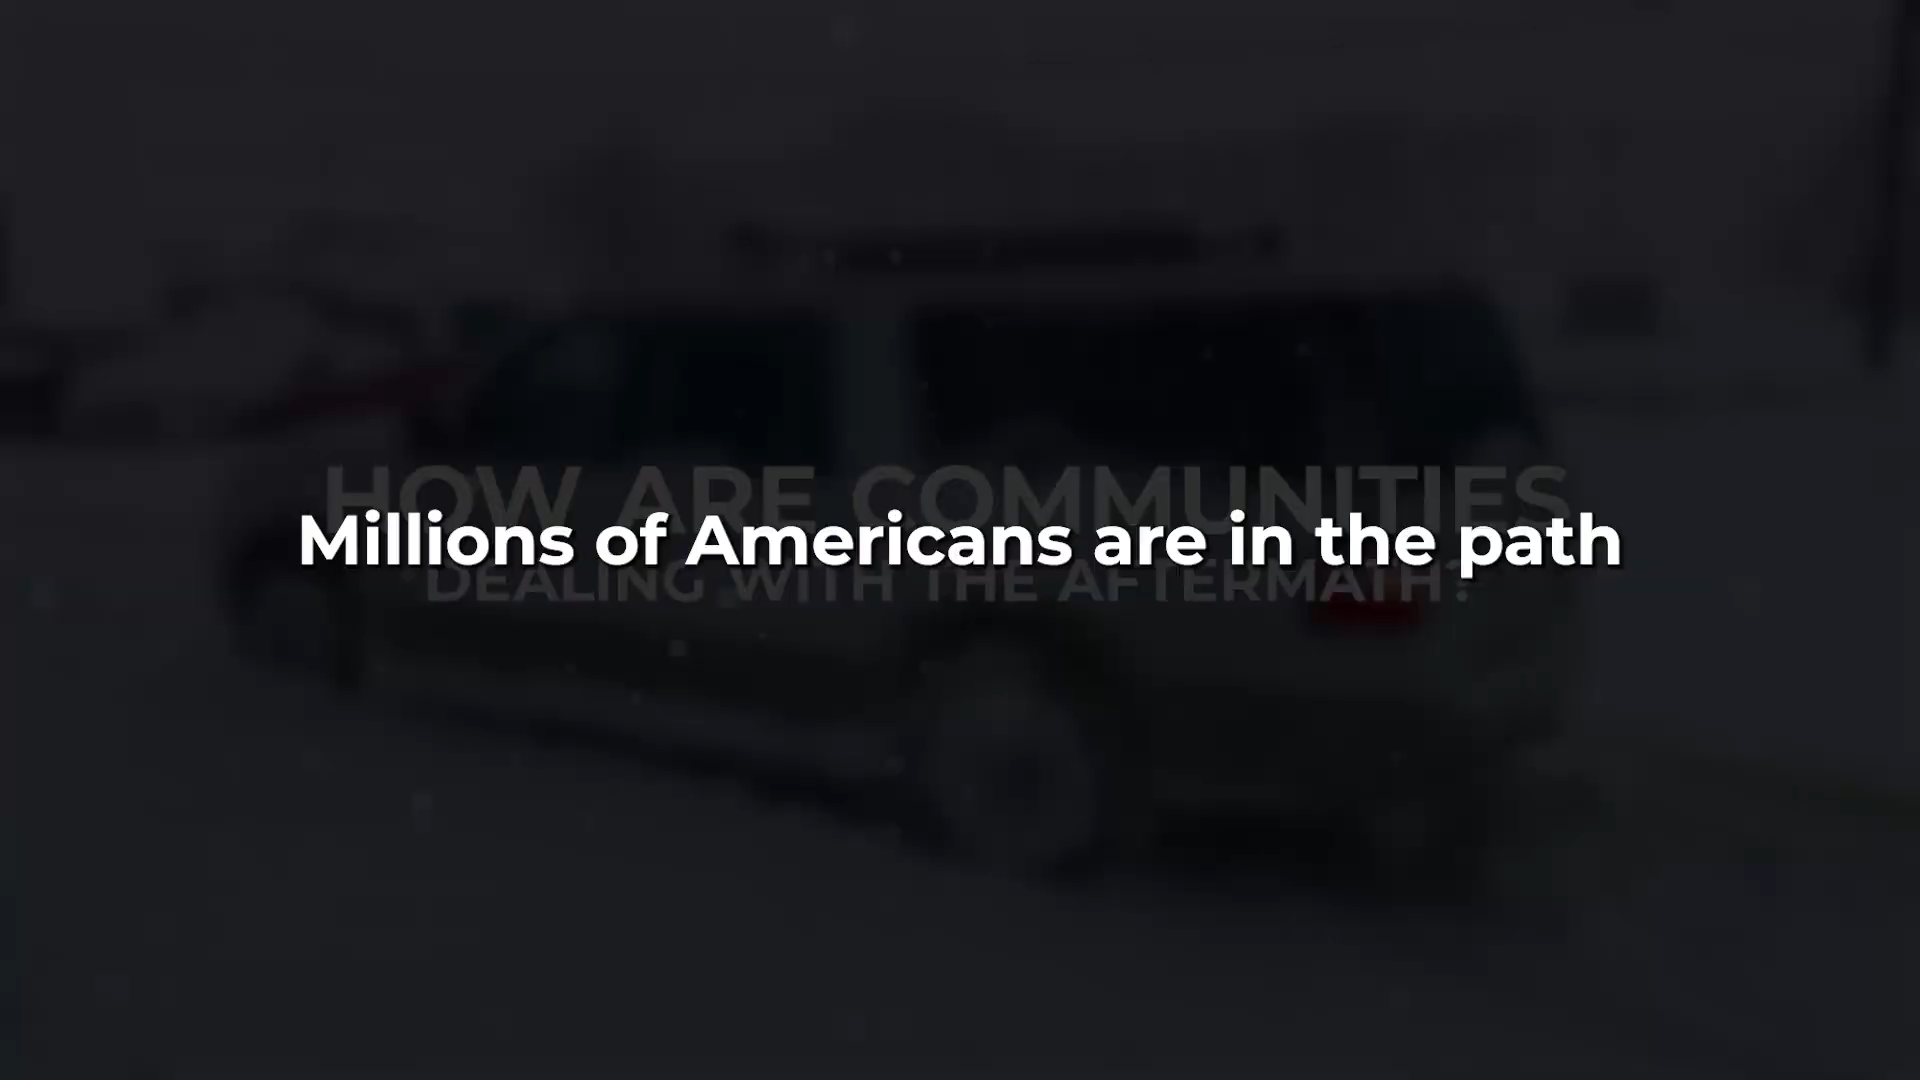 HOW ARE COMMUNITIES
Millions of Americans are in the path
DEALING WITH THE AFTERMATH?